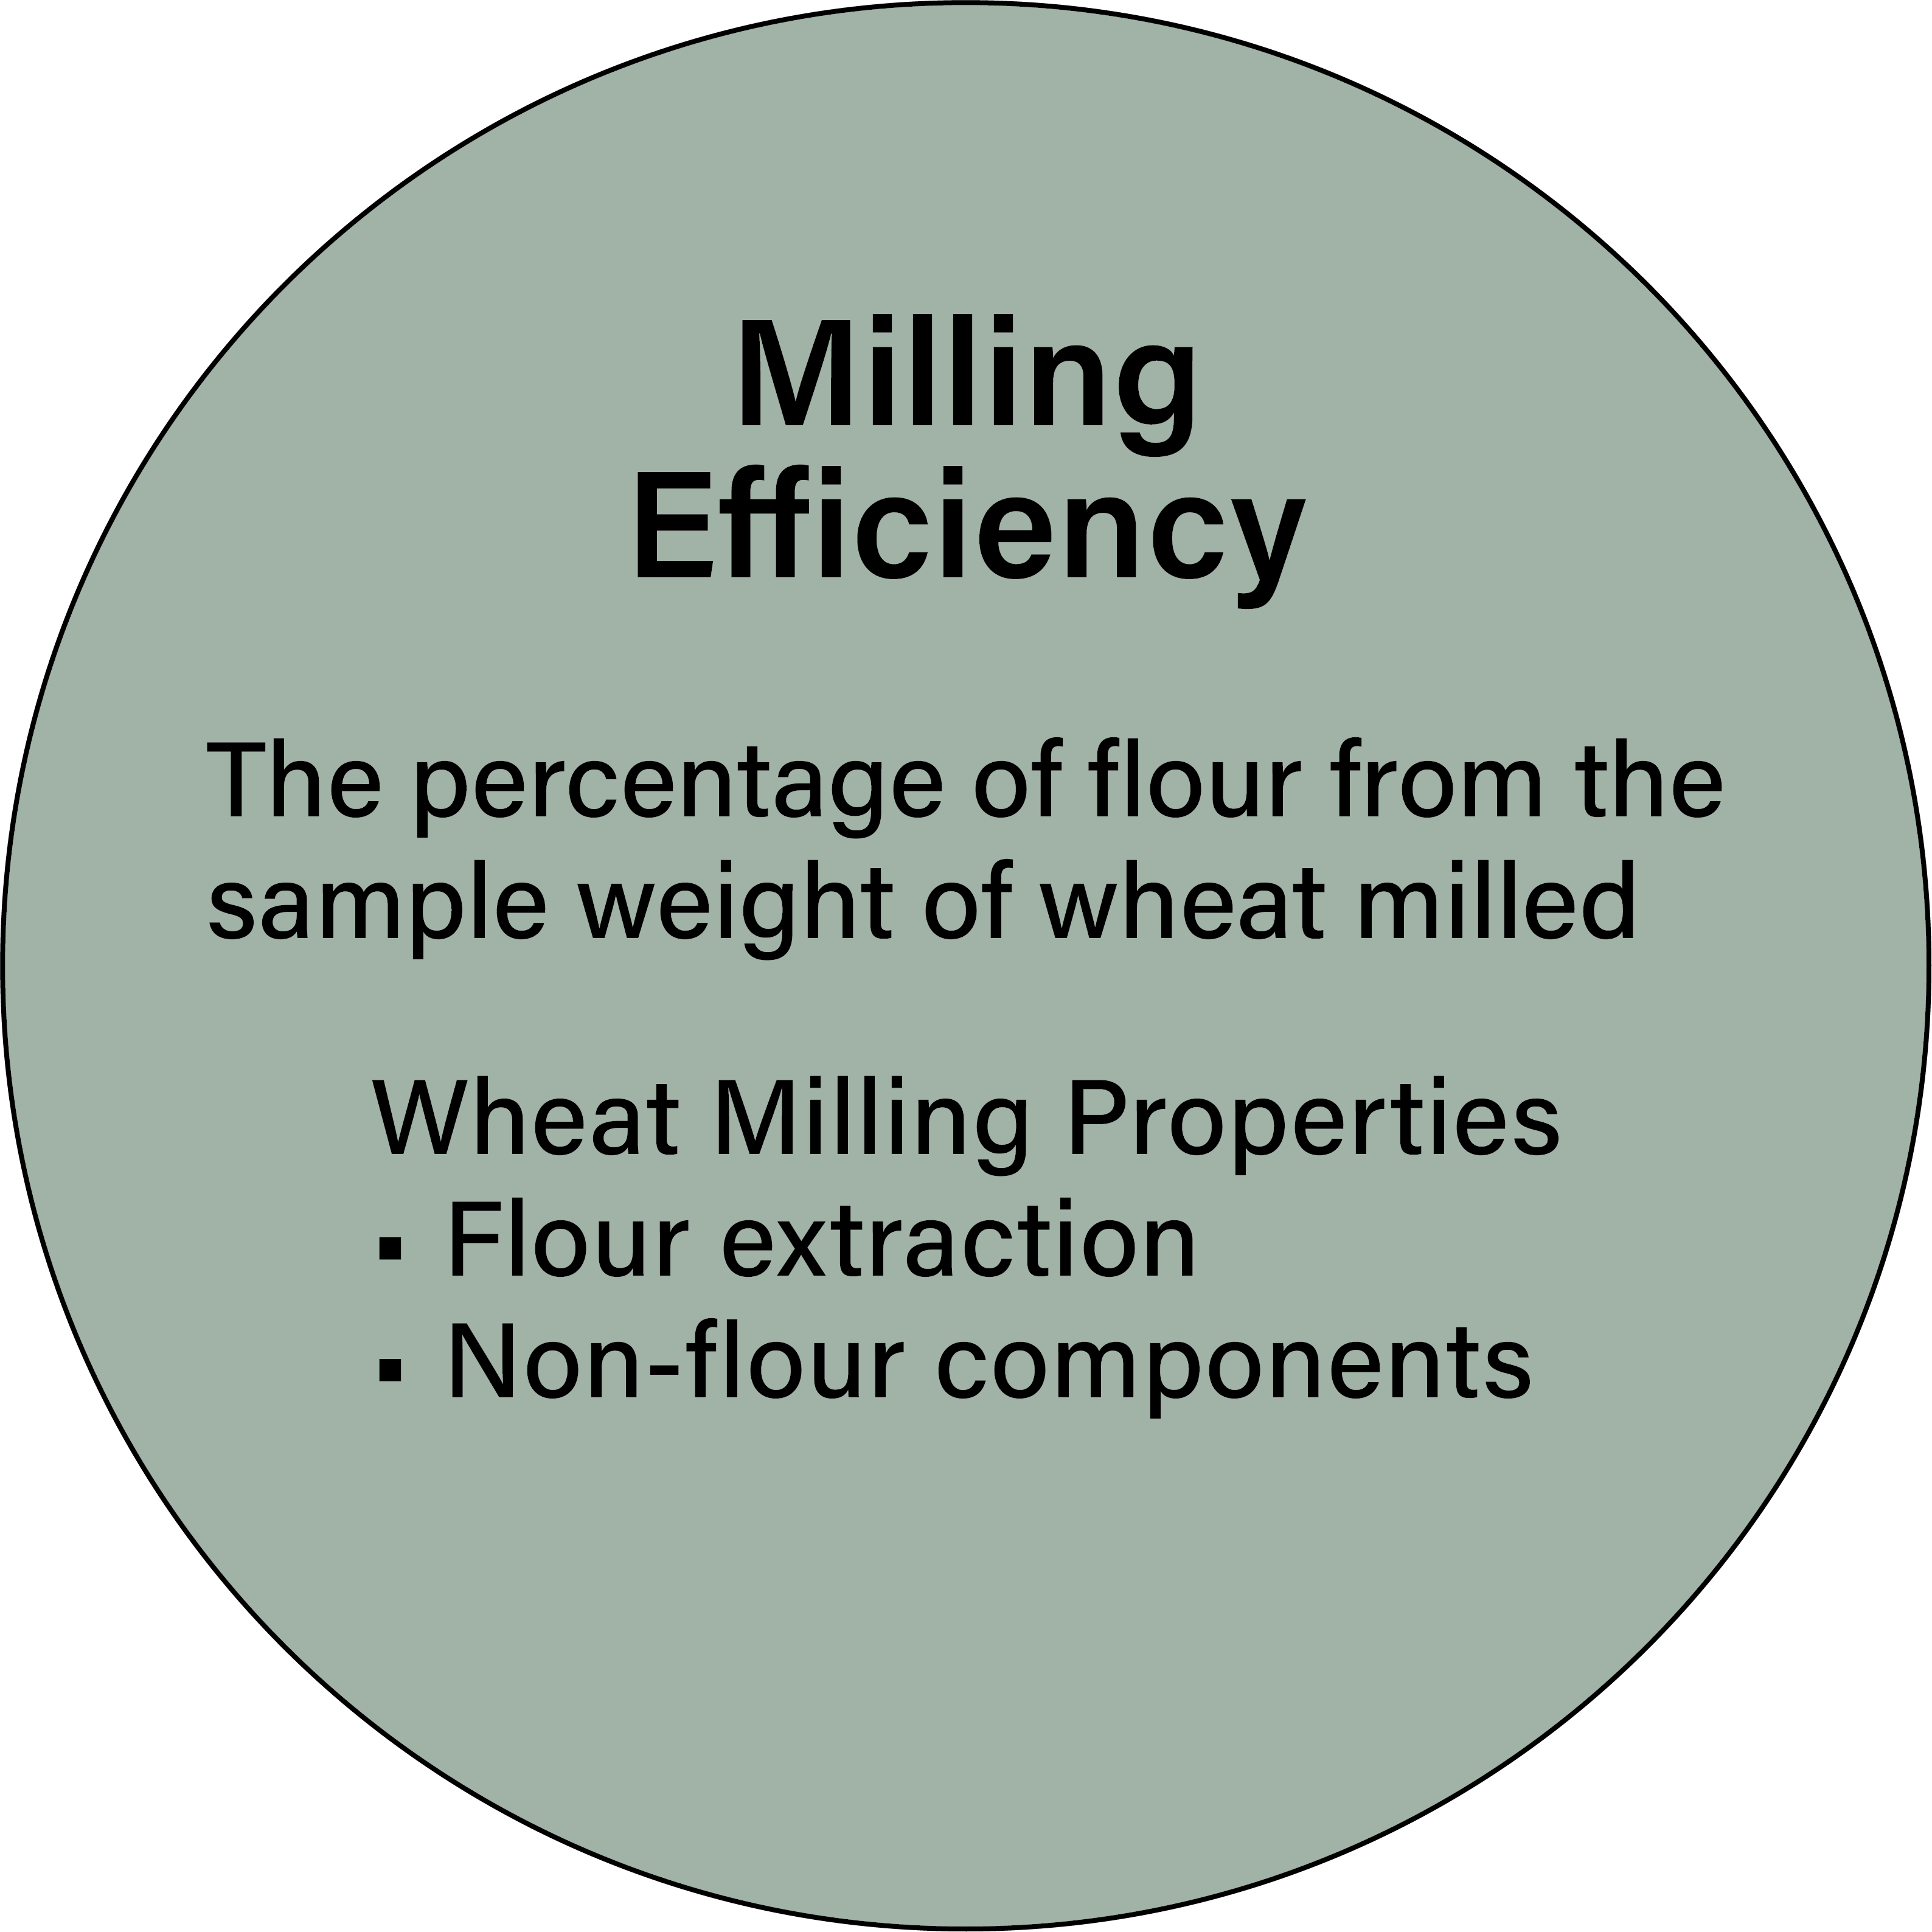 Milling
Efficiency
The percentage of flour from the
sample weight of wheat milled
Wheat Milling Properties
▪ Flour extraction
▪ Non-flour components